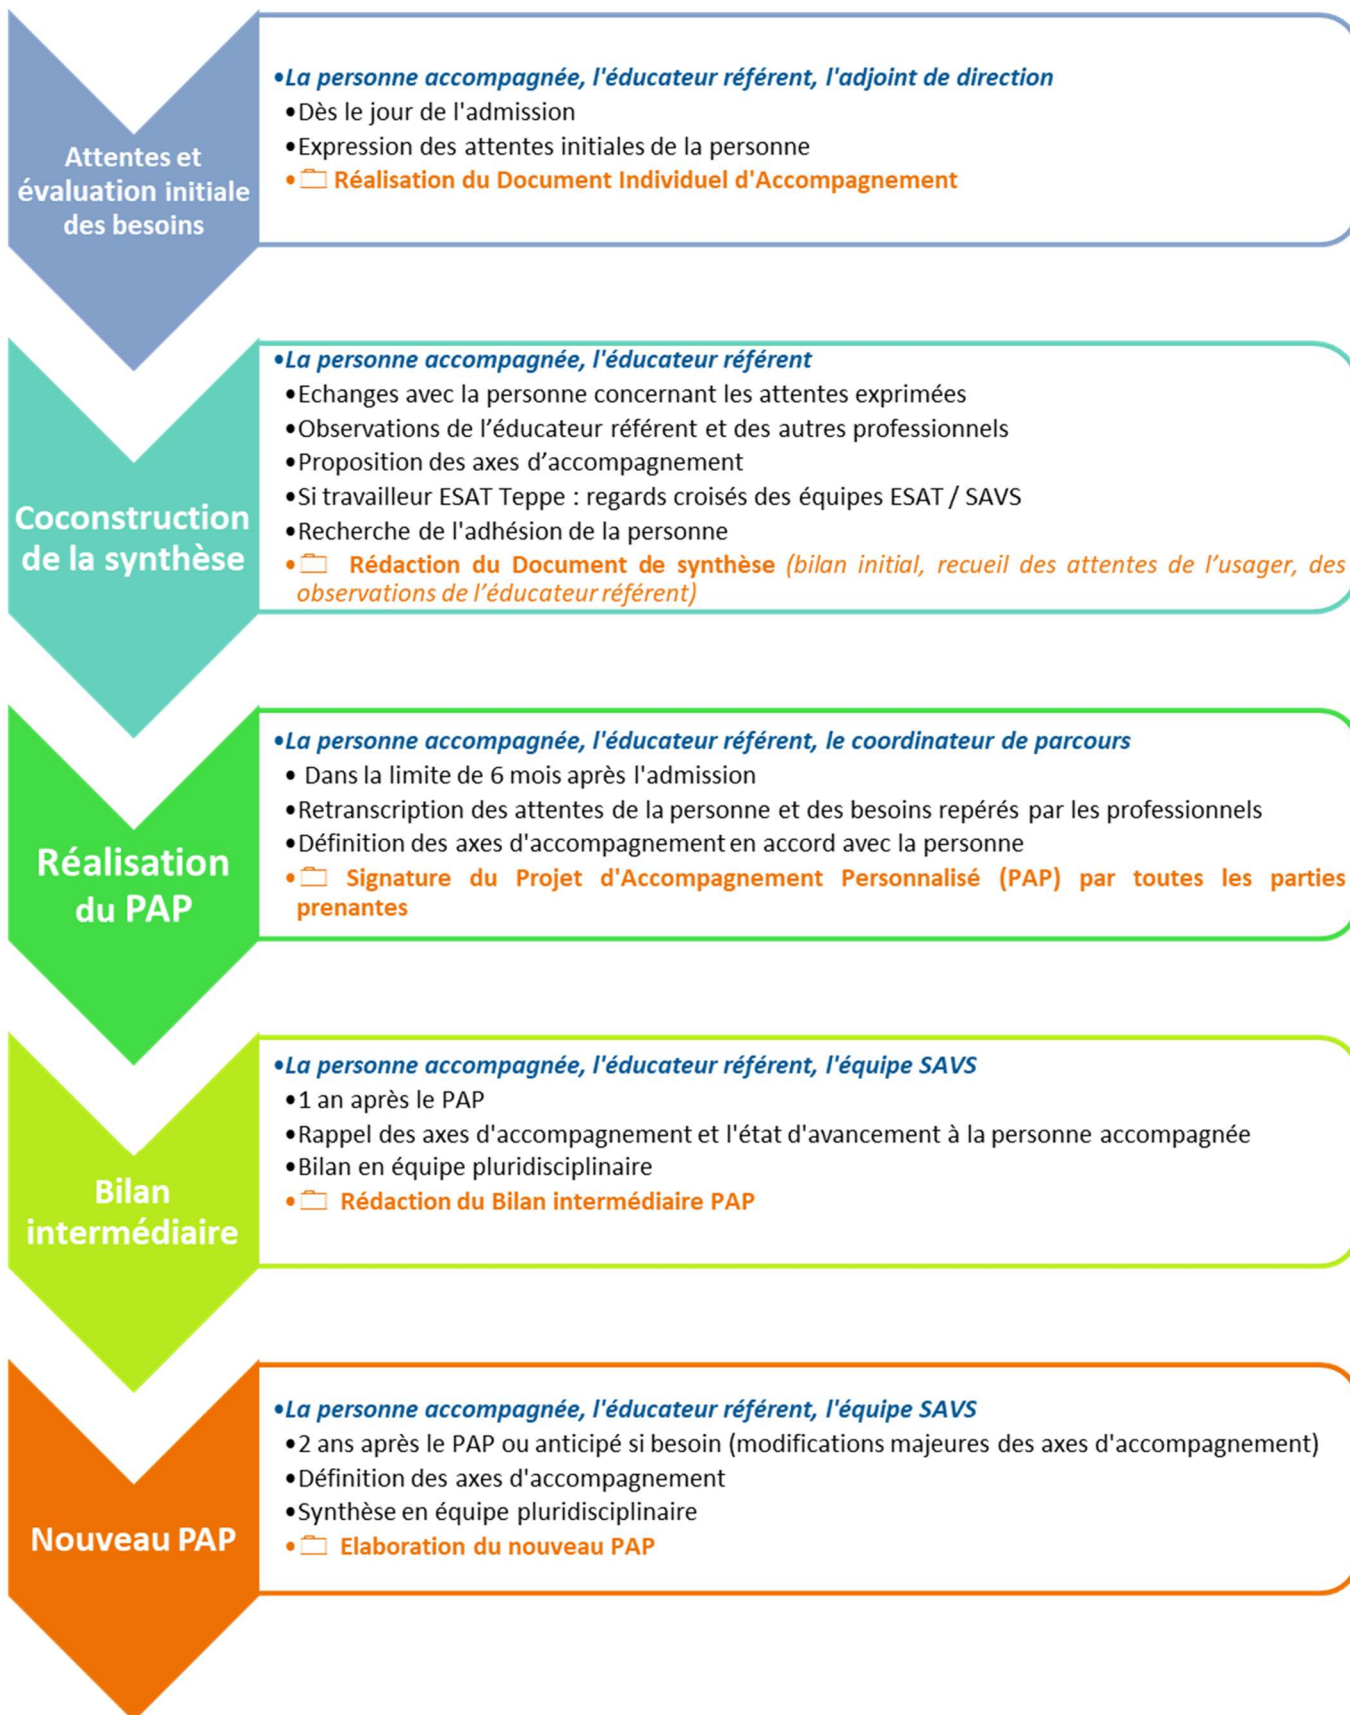 Attentes et
évaluation initiale
des besoins
•La personne accompagnée, l'éducateur référent, l'adjoint de direction
•Dès le jour de l'admission
•Expression des attentes initiales de la personne
• Réalisation du Document Individuel d'Accompagnement
Coconstruction
de la synthèse
•La personne accompagnée, l'éducateur référent
•Echanges avec la personne concernant les attentes exprimées
•Observations de l’éducateur référent et des autres professionnels
•Proposition des axes d’accompagnement
•Si travailleur ESAT Teppe : regards croisés des équipes ESAT / SAVS
•Recherche de l'adhésion de la personne
• Rédaction du Document de synthèse (bilan initial, recueil des attentes de l’usager, des
observations de l’éducateur référent)
Réalisation
du PAP
•La personne accompagnée, l'éducateur référent, le coordinateur de parcours
• Dans la limite de 6 mois après l'admission
•Retranscription des attentes de la personne et des besoins repérés par les professionnels
•Définition des axes d'accompagnement en accord avec la personne
• Signature du Projet d'Accompagnement Personnalisé (PAP) par toutes les parties
prenantes
Bilan
intermédiaire
•La personne accompagnée, l'éducateur référent, l'équipe SAVS
•1 an après le PAP
•Rappel des axes d'accompagnement et l'état d'avancement à la personne accompagnée
•Bilan en équipe pluridisciplinaire
• Rédaction du Bilan intermédiaire PAP
Nouveau PAP
•La personne accompagnée, l'éducateur référent, l'équipe SAVS
•2 ans après le PAP ou anticipé si besoin (modifications majeures des axes d'accompagnement)
•Définition des axes d'accompagnement
•Synthèse en équipe pluridisciplinaire
• Elaboration du nouveau PAP